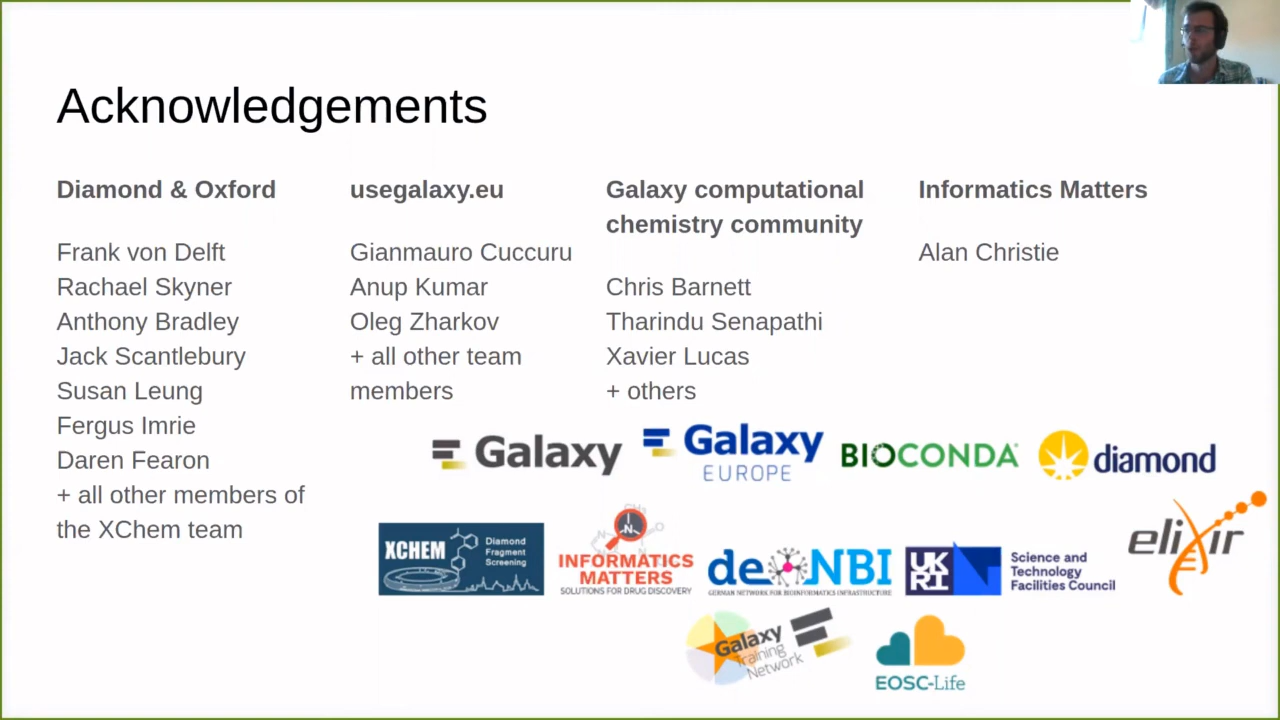 Acknowledgements
Diamond & Oxford
Frank von Delft
Rachael Skyner
Anthony Bradley
Jack Scantlebury
Susan Leung
Fergus Imrie
Daren Fearon
+ all other members of
the XChem team
usegalaxy.eu
Gianmauro Cuccuru
Anup Kumar
Oleg Zharkov
+ all other team
members
Galaxy computational
chemistry community
Chris Barnett
Tharindu Senapathi
Xavier Lucas
+ others
Informatics Matters
Alan Christie
Galaxy
Galaxy
EUROPE
BIOCONDA
diamond
XCHEM
Diamond
Fragment
Screening
N
INFORMATICS
MATTERS
SOLUTIONS FOR DRUG DISCOVERY
deNBI
GERMAN NETWORK FOR BIOINFORMATICS INFRASTRUCTURE
UK
RI
Science and
Technology
Facilities Council
elixir
Galaxy
Training
Network
EOSC-Life